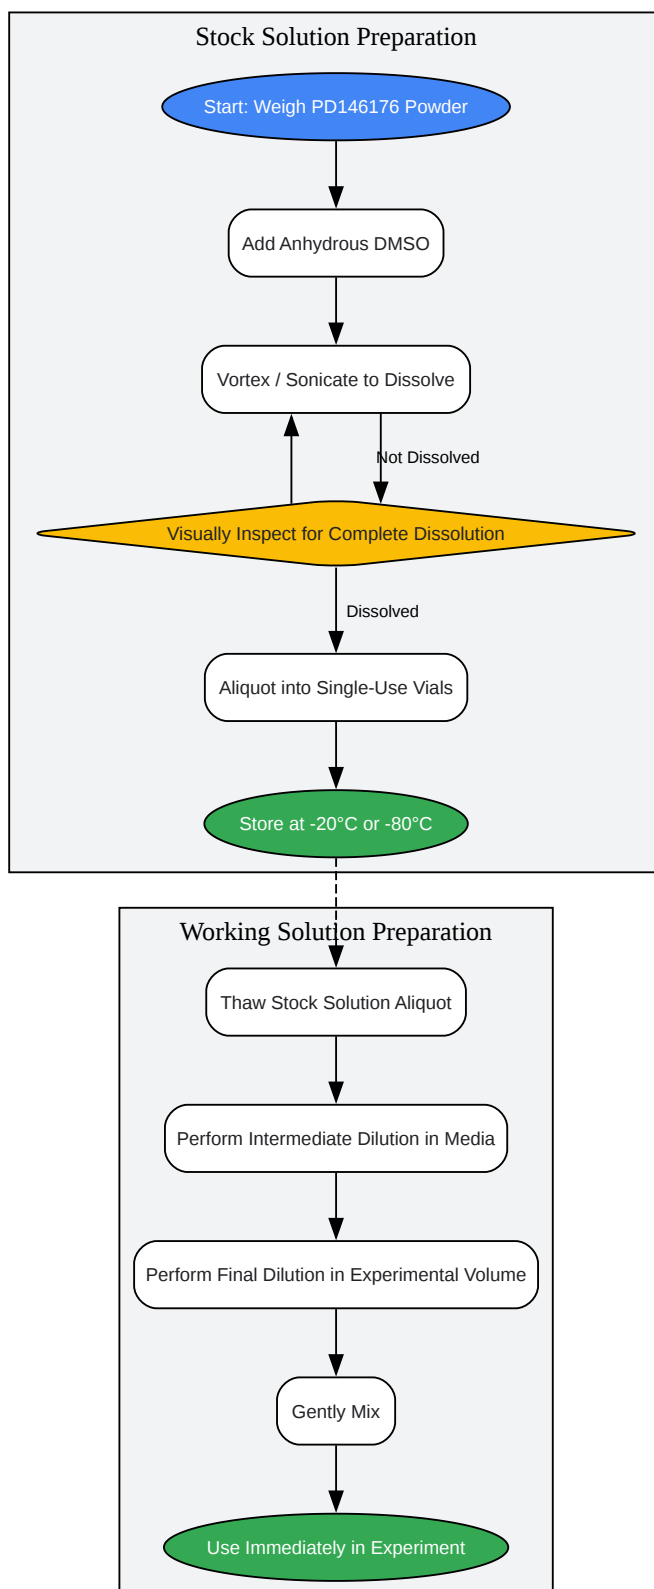 Stock Solution Preparation
Start: Weigh PD146176 Powder
Add Anhydrous DMSO
Vortex / Sonicate to Dissolve
Not Dissolved
Visually Inspect for Complete Dissolution
Dissolved
Aliquot into Single-Use Vials
Store at -20°C or -80°C
Working Solution Preparation
Thaw Stock Solution Aliquot
Perform Intermediate Dilution in Media
Perform Final Dilution in Experimental Volume
Gently Mix
Use Immediately in Experiment